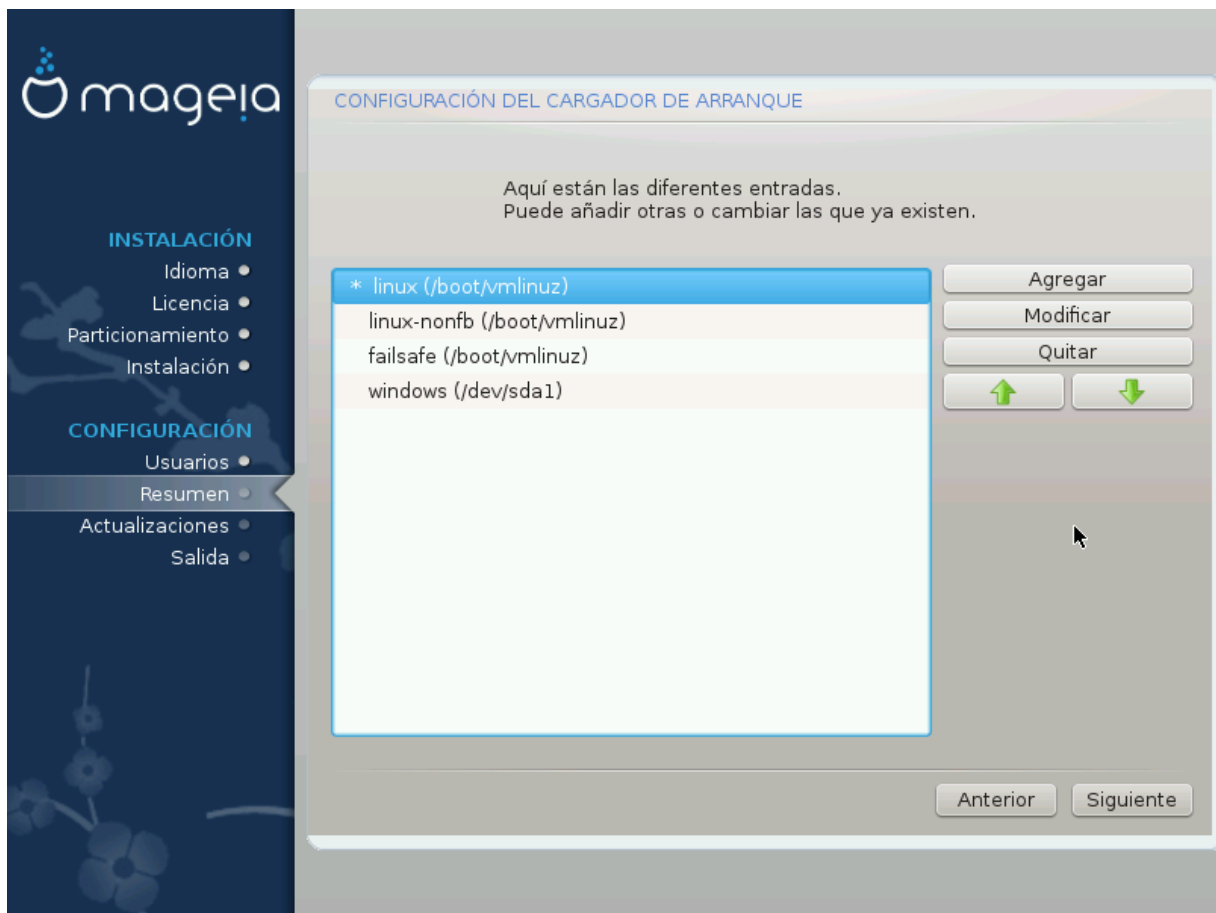 mageia
INSTALACIÓN
Idioma
Licencia
Particionamiento
Instalación
CONFIGURACIÓN
Usuarios
Resumen
Actualizaciones
Salida
CONFIGURACIÓN DEL CARGADOR DE ARRANQUE
Aquí están las diferentes entradas.
Puede añadir otras o cambiar las que ya existen.
* linux (/boot/vmlinuz)
linux-nonfb (/boot/vmlinuz)
failsafe (/boot/vmlinuz)
windows (/dev/sda1)
Agregar
Modificar
Quitar
Anterior
Siguiente